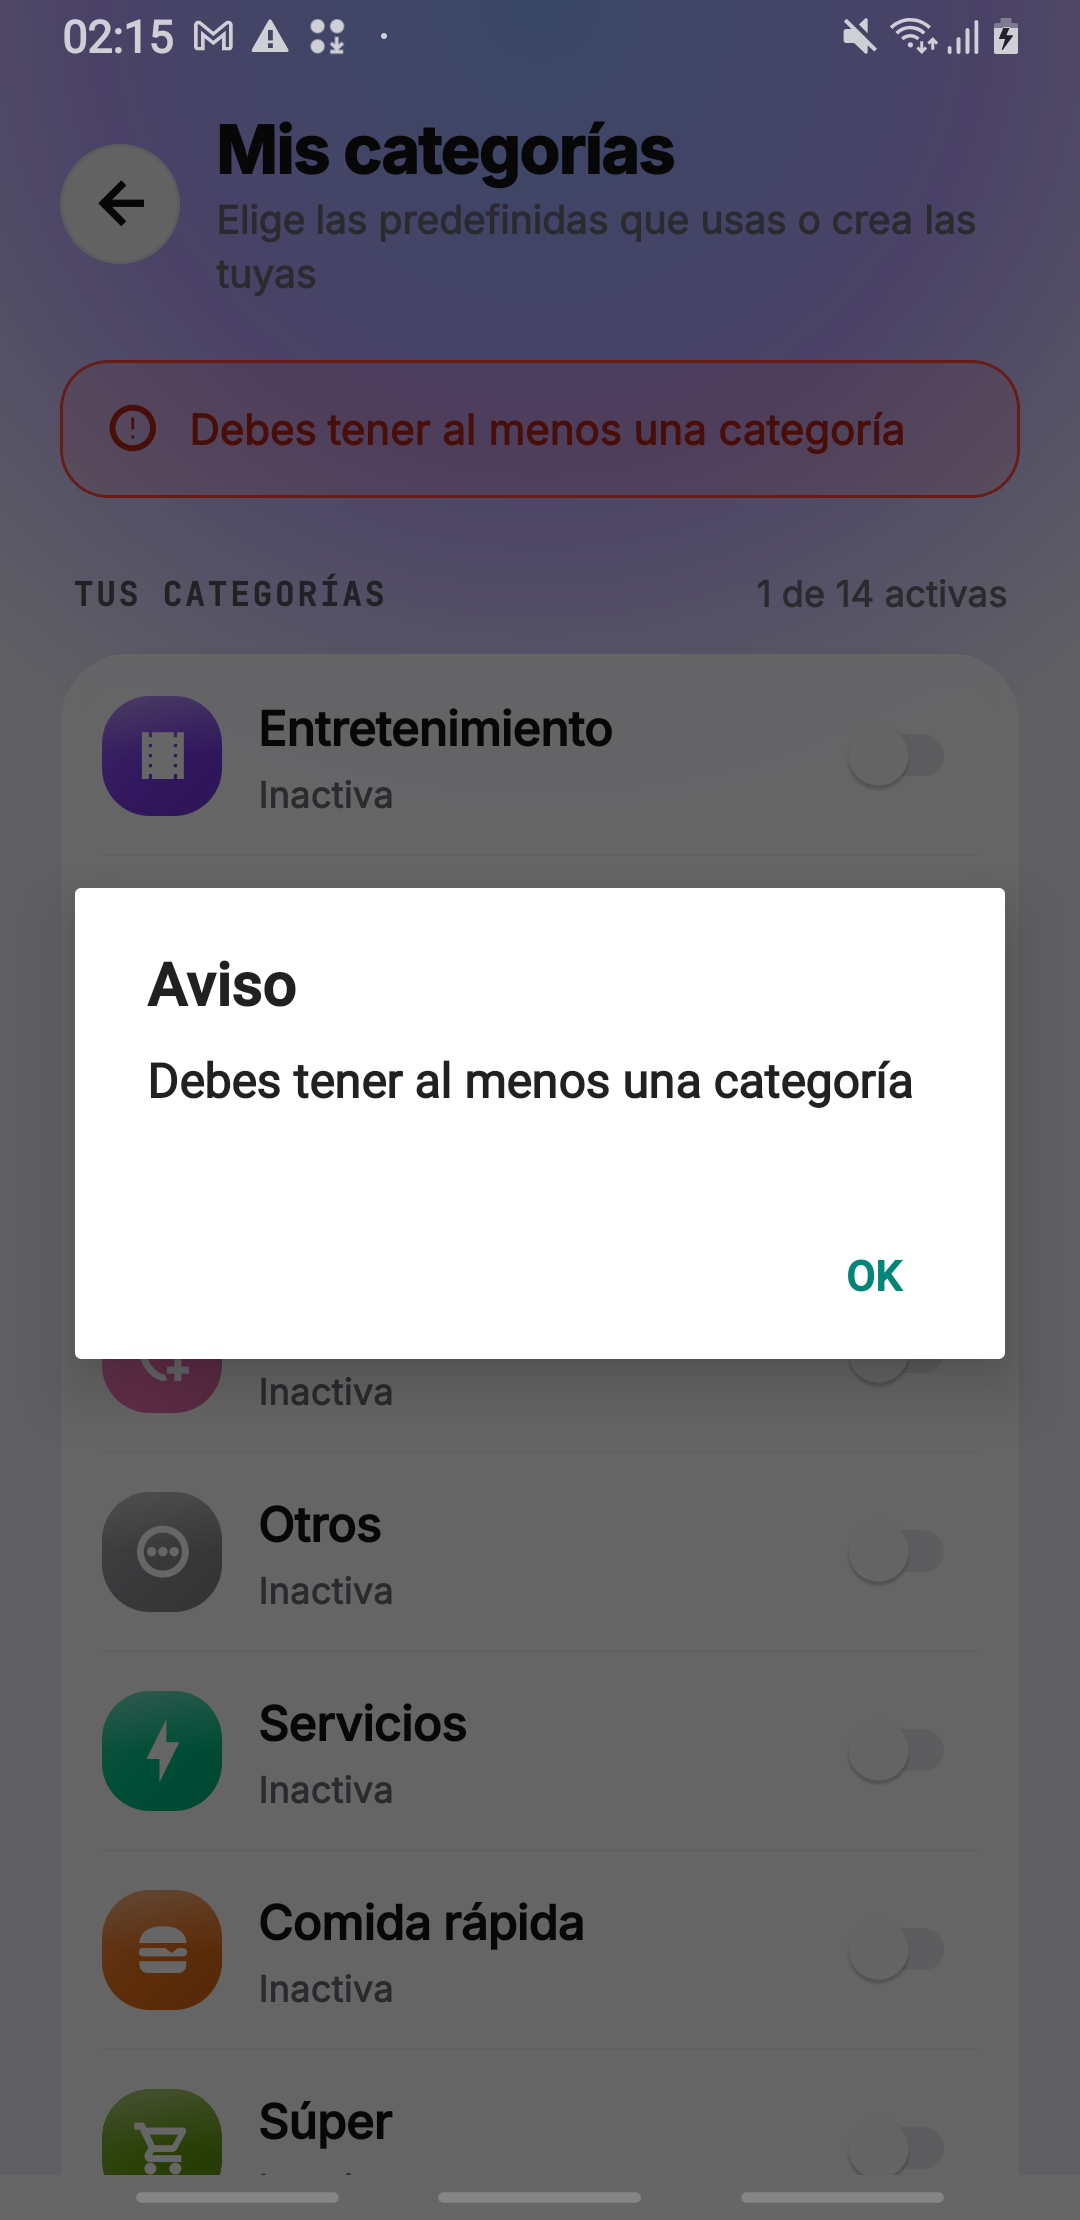 02:15
Mis categorías
Elige las predefinidas que usas o crea las
tuyas
Debes tener al menos una categoría
TUS CATEGORÍAS
1 de 14 activas
Entretenimiento
Inactiva
Aviso
Debes tener al menos una categoría
OK
Inactiva
Otros
Inactiva
Servicios
Inactiva
Comida rápida
Inactiva
Súper